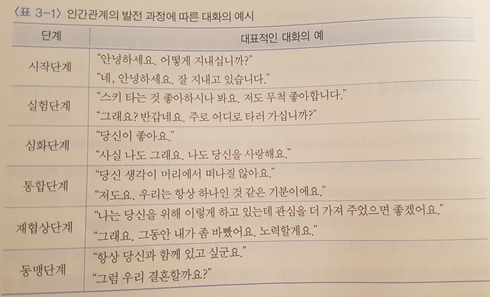 〈표 3-1〉 인간관계의 발전 과정에 따른 대화의 예시
단계 대표적인 대화의 예
시작단계 "안녕하세요. 어떻게 지내십니까?"
"네, 안녕하세요. 잘 지내고 있습니다."
실험단계 "스키 타는 것 좋아하시나 봐요. 저도 무척 좋아합니다."
"그래요? 반갑네요. 주로 어디로 타러 가십니까?"
심화단계 "당신이 좋아요."
"사실 나도 그래요. 나도 당신을 사랑해요."
통합단계 "당신 생각이 머리에서 떠나질 않아요."
"저도요. 우리는 항상 하나인 것 같은 기분이에요."
재협상단계 "나는 당신을 위해 이렇게 하고 있는데 관심을 더 가져 주었으면 좋겠어요."
"그래요. 그동안 내가 좀 바빴어요. 노력할게요."
동맹단계 "항상 당신과 함께 있고 싶군요."
"그럼 우리 결혼할까요?"